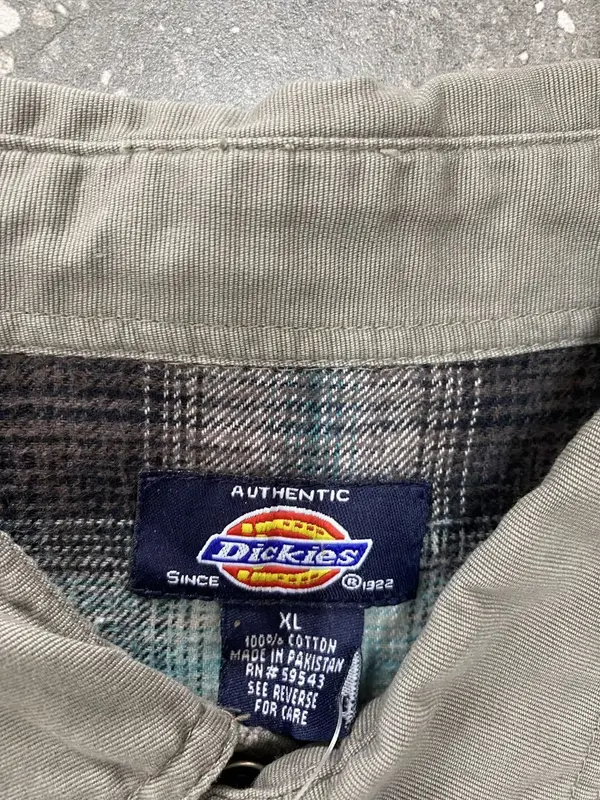 AUTHENTIC
Dickies
SINCE ® 1922
XL
100% COTTON
MADE IN PAKISTAN
RN# 59543
SEE REVERSE
FOR CARE